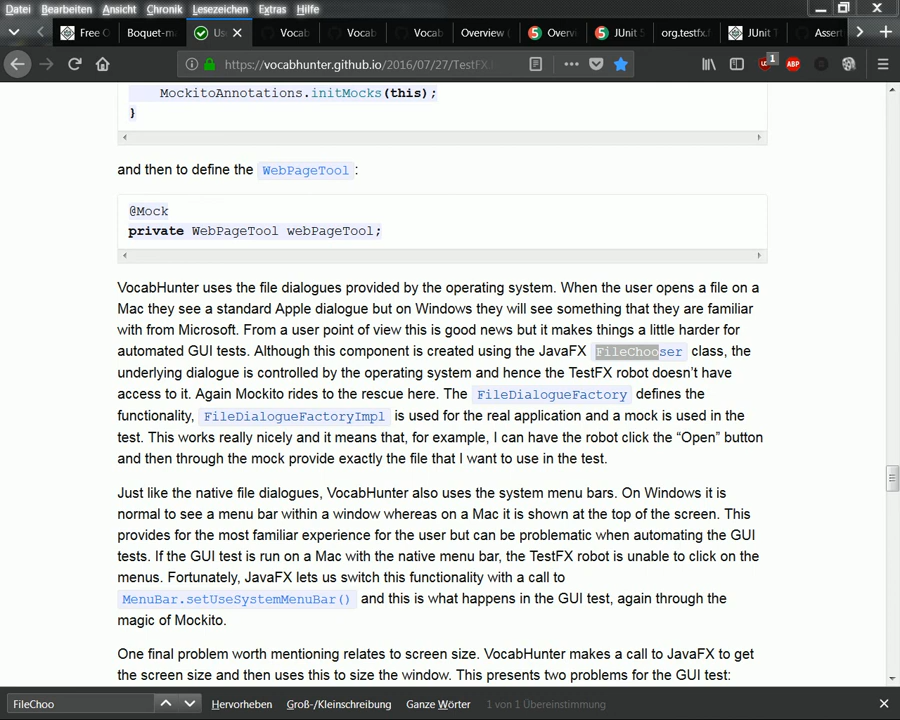 Datei Bearbeiten Ansicht Chronik Lesezeichen Extras Hilfe
Free Boquet-m Us Vocab Vocab Vocab Overview Overvi JUnit org.testfx.f JUnit T Assert
https://vocabhunter.github.io/2016/07/27/TestFX. 1 ABP
MockitoAnnotations.initMocks(this);
}
and then to define the WebPageTool:
@Mock
private WebPageTool webPageTool;
VocabHunter uses the file dialogues provided by the operating system. When the user opens a file on a
Mac they see a standard Apple dialogue but on Windows they will see something that they are familiar
with from Microsoft. From a user point of view this is good news but it makes things a little harder for
automated GUI tests. Although this component is created using the JavaFX FileChooser class, the
underlying dialogue is controlled by the operating system and hence the TestFX robot doesn’t have
access to it. Again Mockito rides to the rescue here. The FileDialogueFactory defines the
functionality, FileDialogueFactoryImpl is used for the real application and a mock is used in the
test. This works really nicely and it means that, for example, I can have the robot click the “Open” button
and then through the mock provide exactly the file that I want to use in the test.
Just like the native file dialogues, VocabHunter also uses the system menu bars. On Windows it is
normal to see a menu bar within a window whereas on a Mac it is shown at the top of the screen. This
provides for the most familiar experience for the user but can be problematic when automating the GUI
tests. If the GUI test is run on a Mac with the native menu bar, the TestFX robot is unable to click on the
menus. Fortunately, JavaFX lets us switch this functionality with a call to
MenuBar.setUseSystemMenuBar() and this is what happens in the GUI test, again through the
magic of Mockito.
One final problem worth mentioning relates to screen size. VocabHunter makes a call to JavaFX to get
the screen size and then uses this to size the window. This presents two problems for the GUI test:
FileChoo Hervorheben Groß-/Kleinschreibung Ganze Wörter 1 von 1 Übereinstimmung